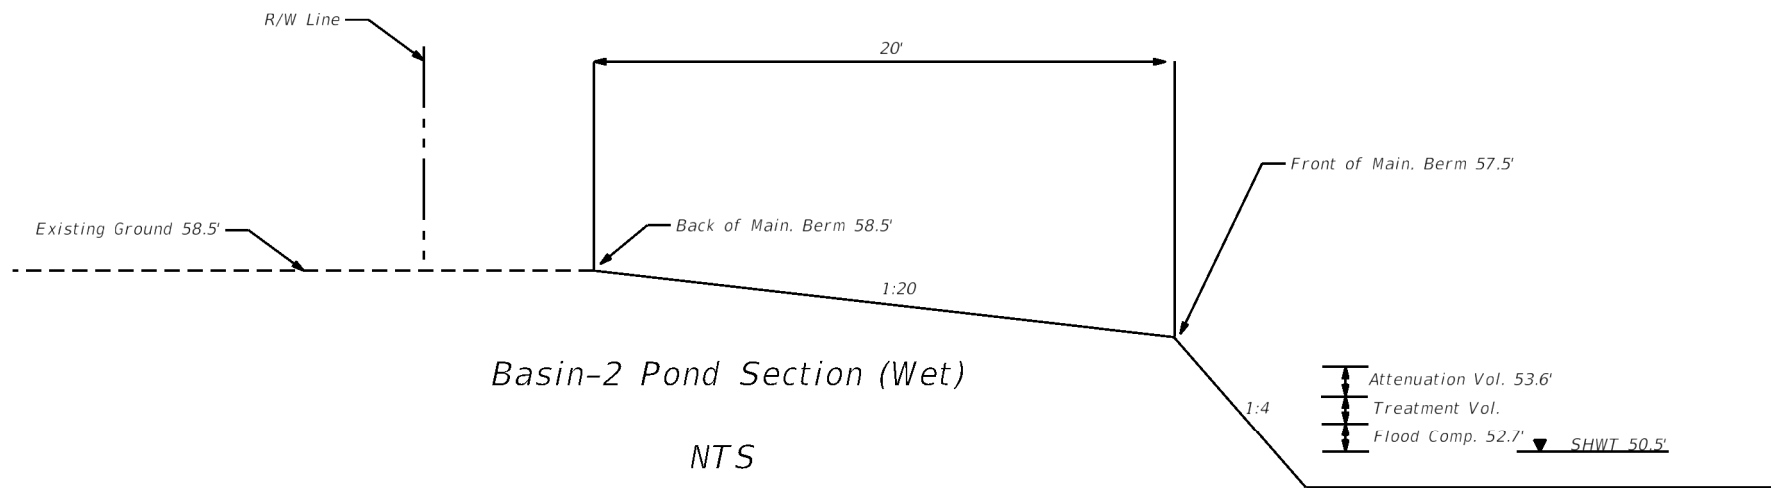 R/W Line
20'
Front of Main. Berm 57.5'
Existing Ground 58.5'
Back of Main. Berm 58.5'
1:20
Basin-2 Pond Section (Wet)
Attenuation Vol. 53.6'
1:4
Treatment Vol.
Flood Comp. 52.7'
SHWT 50.5'
NTS